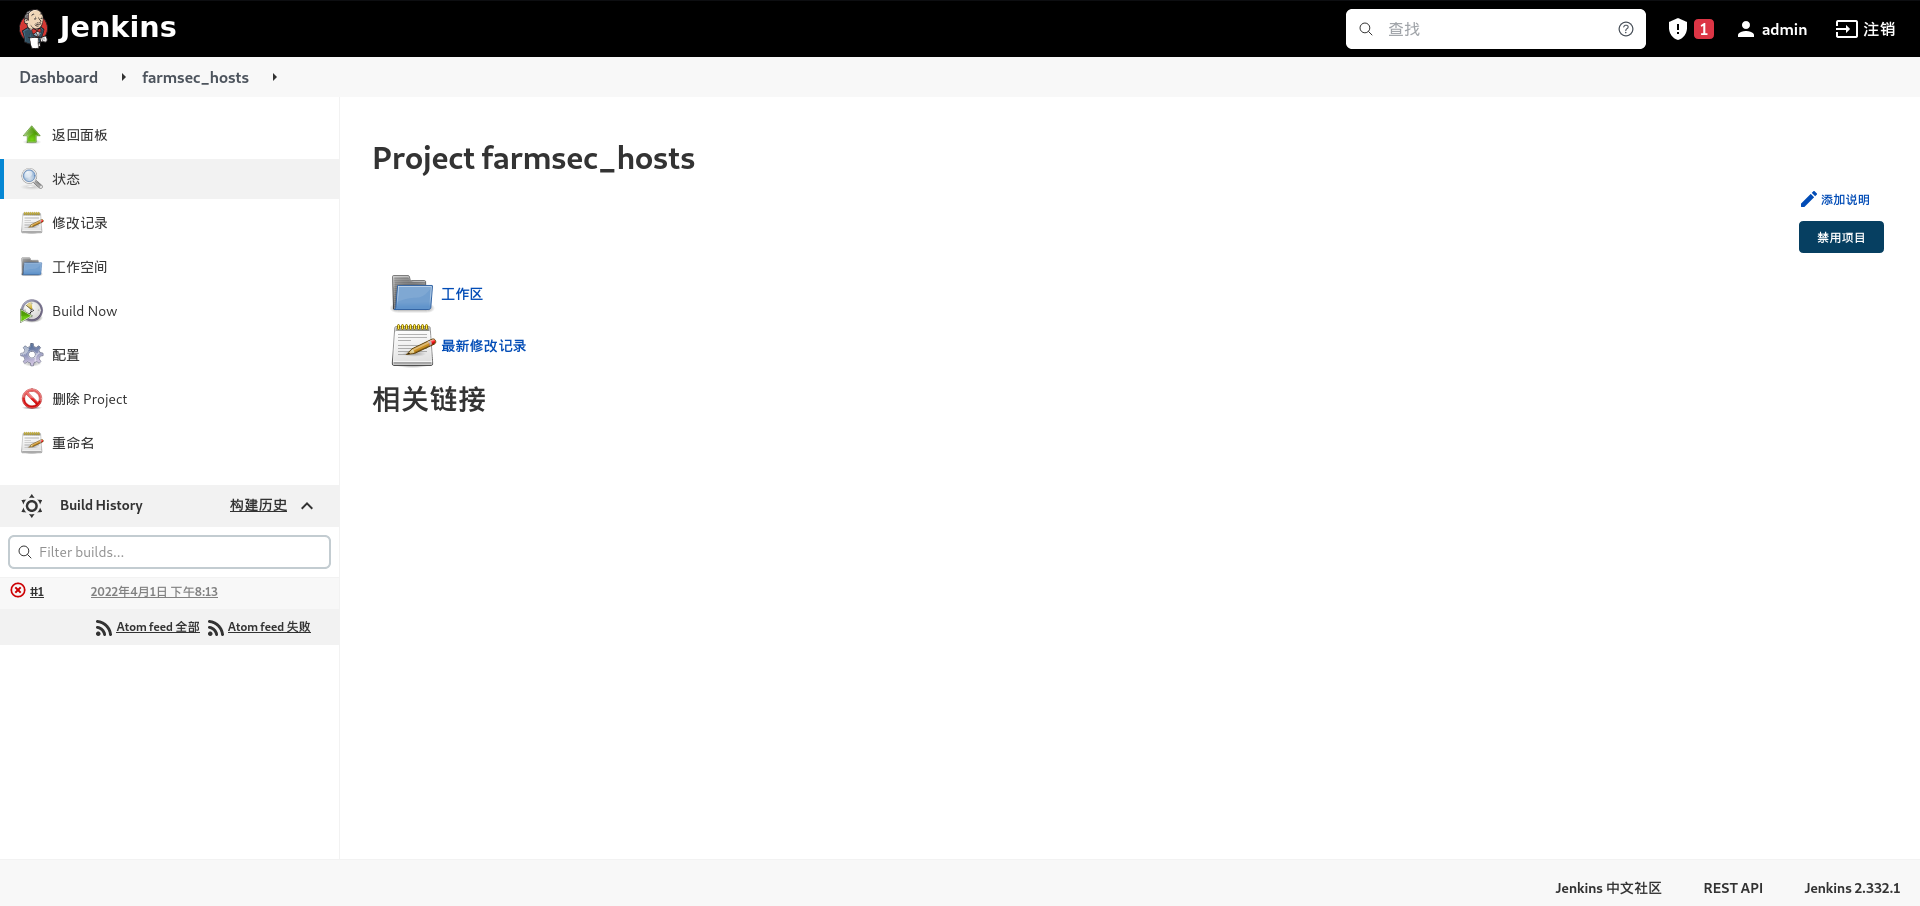 Jenkins
查找
1
admin
注销
Dashboard
farmsec_hosts
返回面板
状态
修改记录
工作空间
Build Now
配置
删除 Project
重命名
Build History
构建历史
Filter builds...
#1
2022年4月1日 下午8:13
Atom feed 全部
Atom feed 失败
Project farmsec_hosts
添加说明
禁用项目
工作区
最新修改记录
相关链接
Jenkins 中文社区
REST API
Jenkins 2.332.1